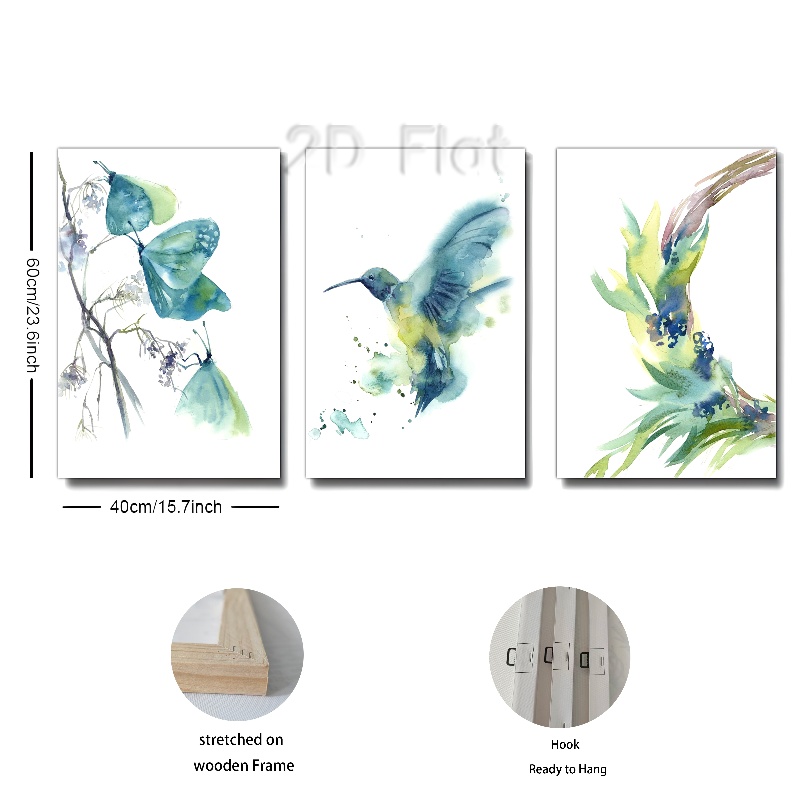 2D Flat
60cm/23.6inch
40cm/15.7inch
stretched on
wooden Frame
Hook
Ready to Hang